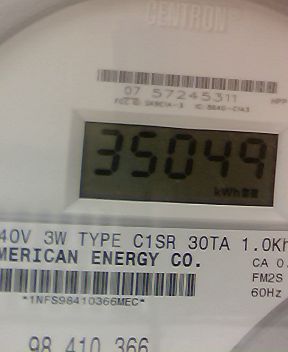 CENTRON®
07 57245311
35049
kWh
40V 3W TYPE C1SR 30TA 1.0Kh
MERICAN ENERGY CO.
CA 0.
FM2S
60Hz
*1NFS98410366MEC*
98 410 366